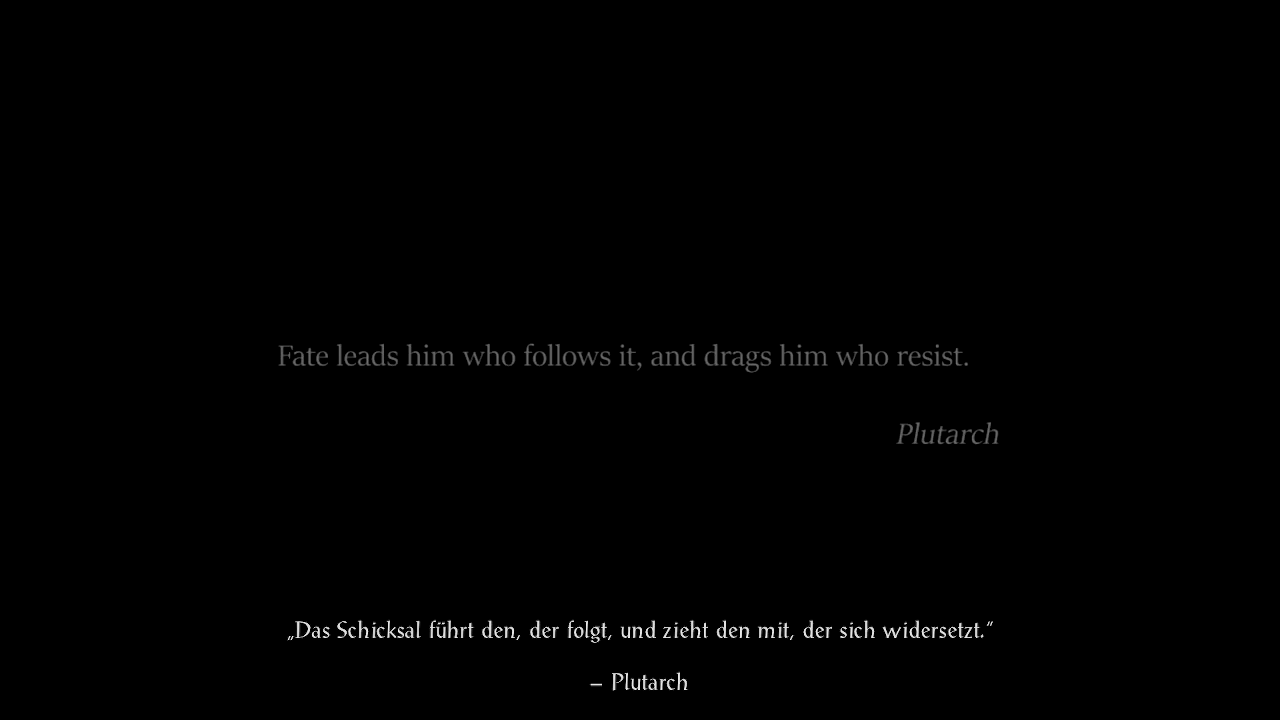 Fate leads him who follows it, and drags him who resist.
Plutarch
„Das Schicksal führt den, der folgt, und zieht den mit, der sich widersetzt.“
– Plutarch